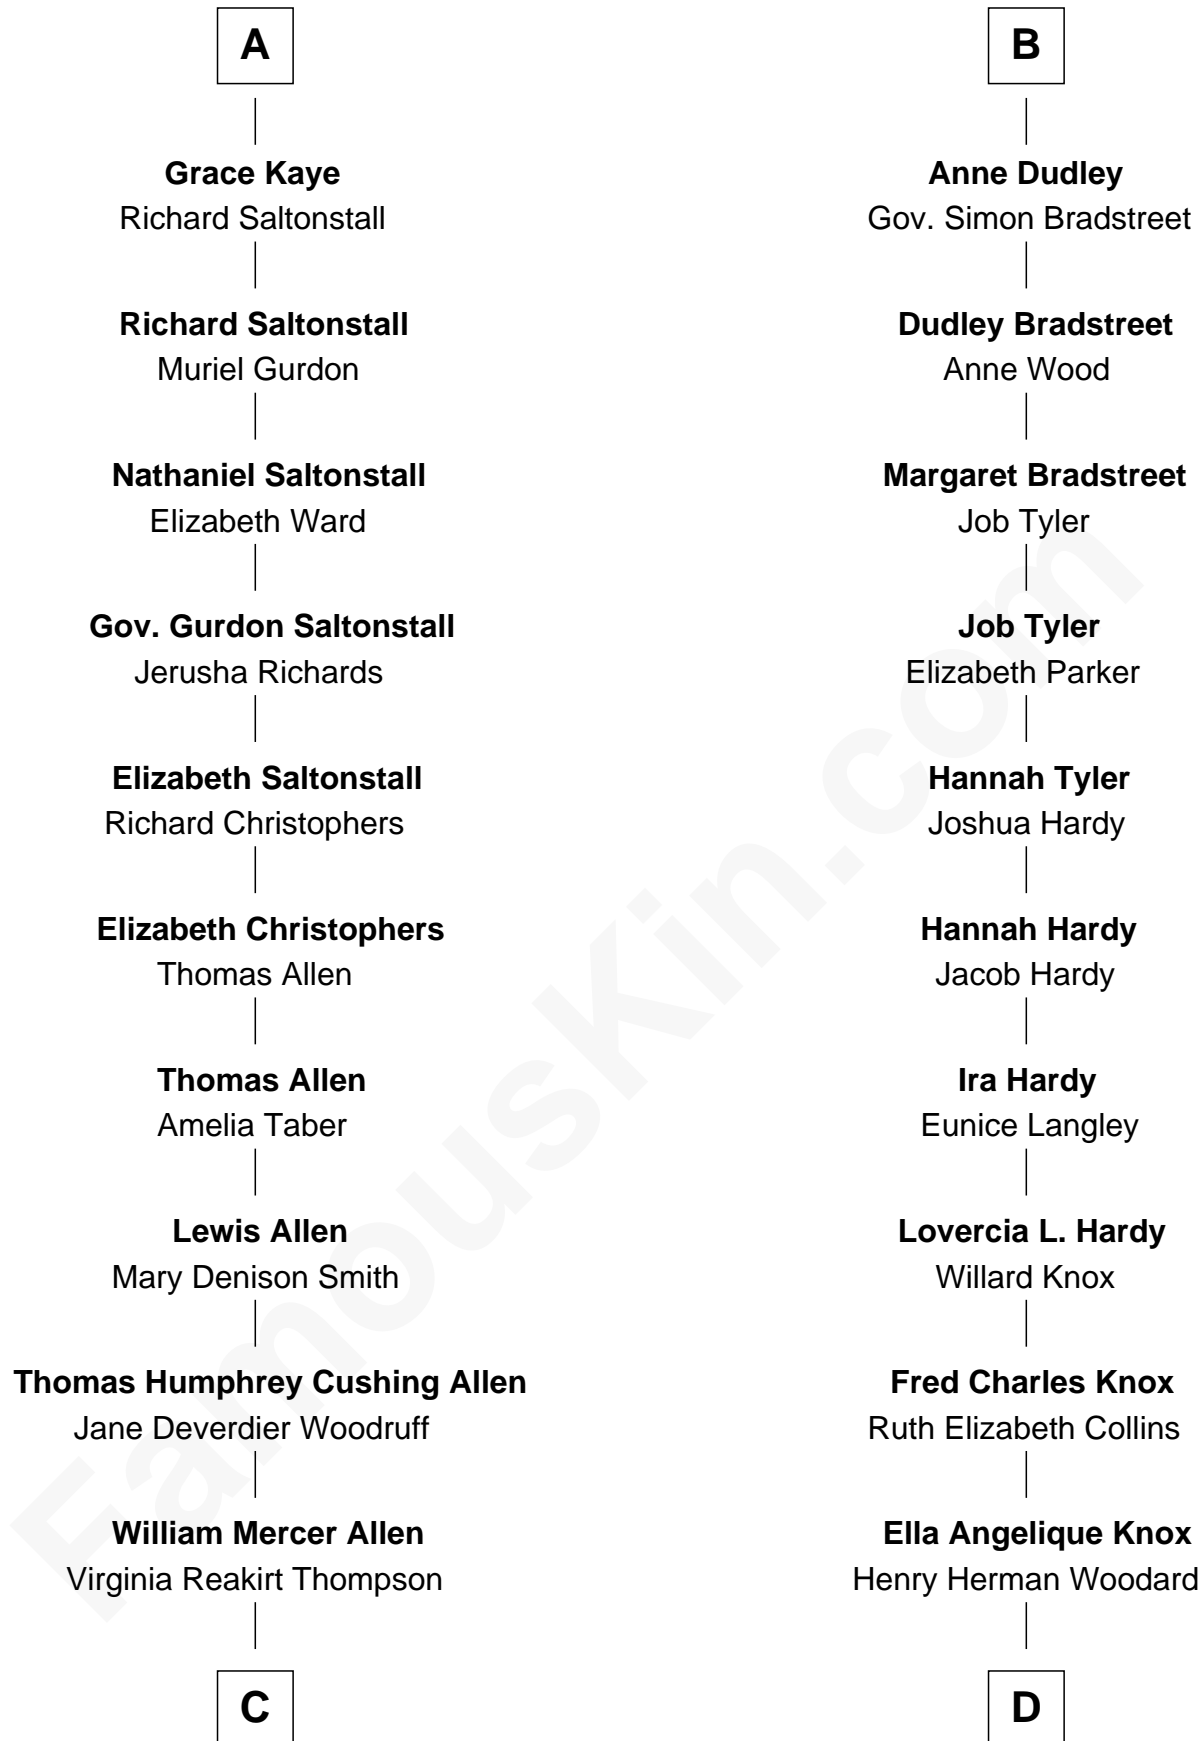 A
Grace Kaye
Richard Saltonstall
Richard Saltonstall
Muriel Gurdon
Nathaniel Saltonstall
Elizabeth Ward
Gov. Gurdon Saltonstall
Jerusha Richards
Elizabeth Saltonstall
Richard Christophers
Elizabeth Christophers
Thomas Allen
Thomas Allen
Amelia Taber
Lewis Allen
Mary Denison Smith
Thomas Humphrey Cushing Allen
Jane Deverdier Woodruff
William Mercer Allen
Virginia Reakirt Thompson
C
B
Anne Dudley
Gov. Simon Bradstreet
Dudley Bradstreet
Anne Wood
Margaret Bradstreet
Job Tyler
Job Tyler
Elizabeth Parker
Hannah Tyler
Joshua Hardy
Hannah Hardy
Jacob Hardy
Ira Hardy
Eunice Langley
Lovercia L. Hardy
Willard Knox
Fred Charles Knox
Ruth Elizabeth Collins
Ella Angelique Knox
Henry Herman Woodard
D
FamousKin.com